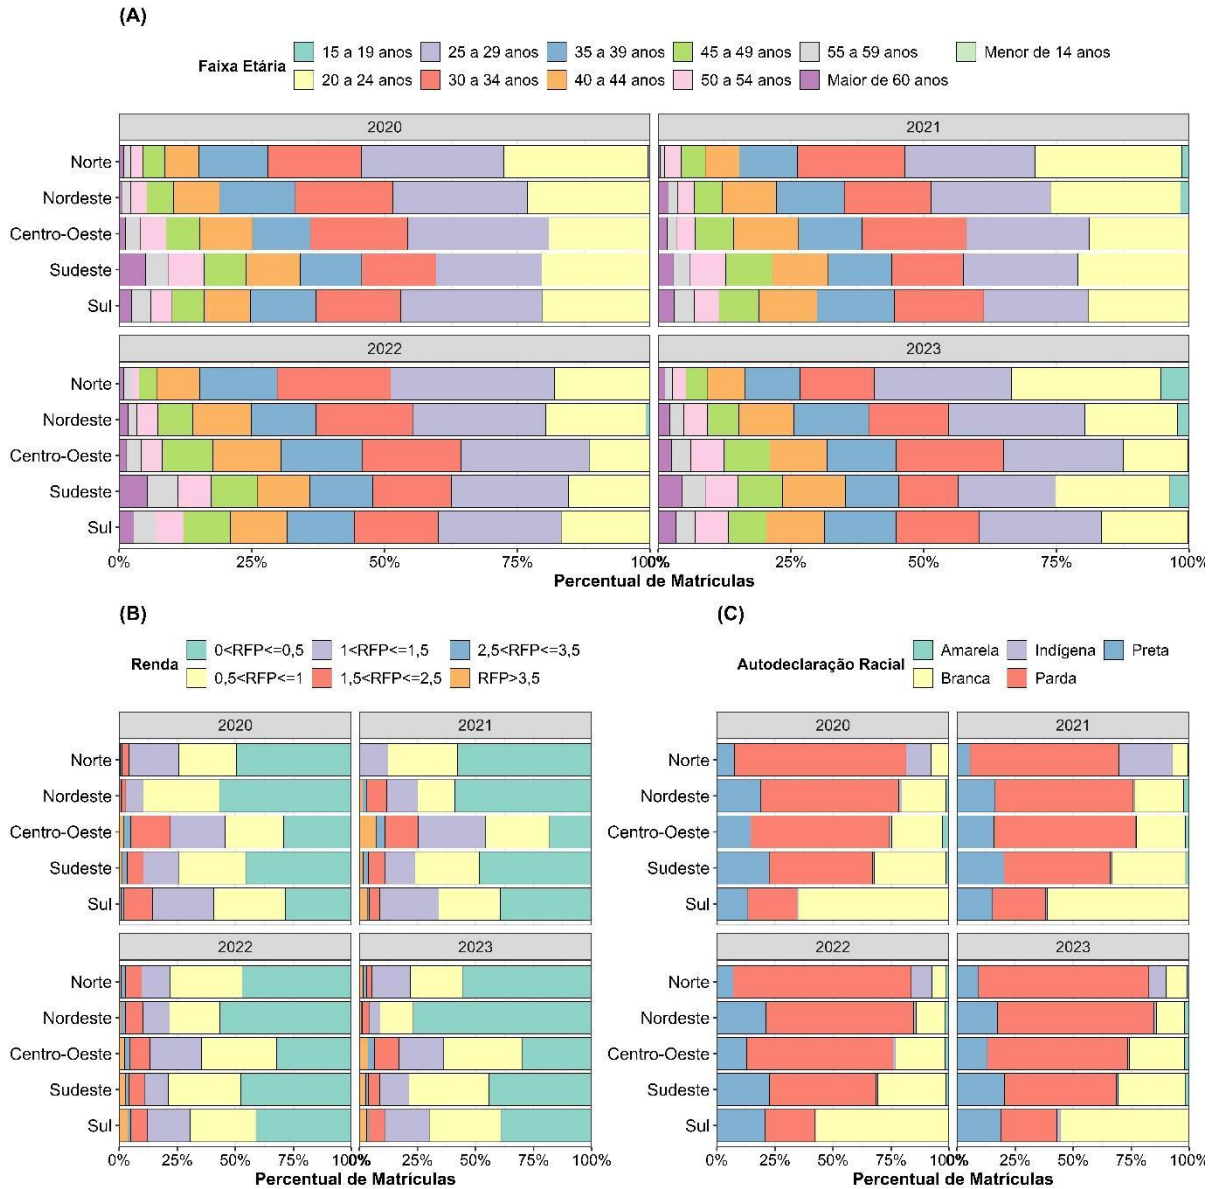 (A)
Faixa Etária
15 a 19 anos 25 a 29 anos 35 a 39 anos 45 a 49 anos 55 a 59 anos Menor de 14 anos
20 a 24 anos 30 a 34 anos 40 a 44 anos 50 a 54 anos Maior de 60 anos
2020 2021
Norte
Nordeste
Centro-Oeste
Sudeste
Sul
2022 2023
Norte
Nordeste
Centro-Oeste
Sudeste
Sul
0% 25% 50% 75% 100% 0% 25% 50% 75% 100%
Percentual de Matrículas
(B)
Renda
0<RFP<=0,5 1<RFP<=1,5 2,5<RFP<=3,5
0,5<RFP<=1 1,5<RFP<=2,5 RFP>3,5
2020 2021
Norte
Nordeste
Centro-Oeste
Sudeste
Sul
2022 2023
Norte
Nordeste
Centro-Oeste
Sudeste
Sul
0% 25% 50% 75% 100% 0% 25% 50% 75% 100%
Percentual de Matrículas
(C)
Autodeclaração Racial
Amarela Indígena Preta
Branca Parda
2020 2021
Norte
Nordeste
Centro-Oeste
Sudeste
Sul
2022 2023
Norte
Nordeste
Centro-Oeste
Sudeste
Sul
0% 25% 50% 75% 100% 0% 25% 50% 75% 100%
Percentual de Matrículas